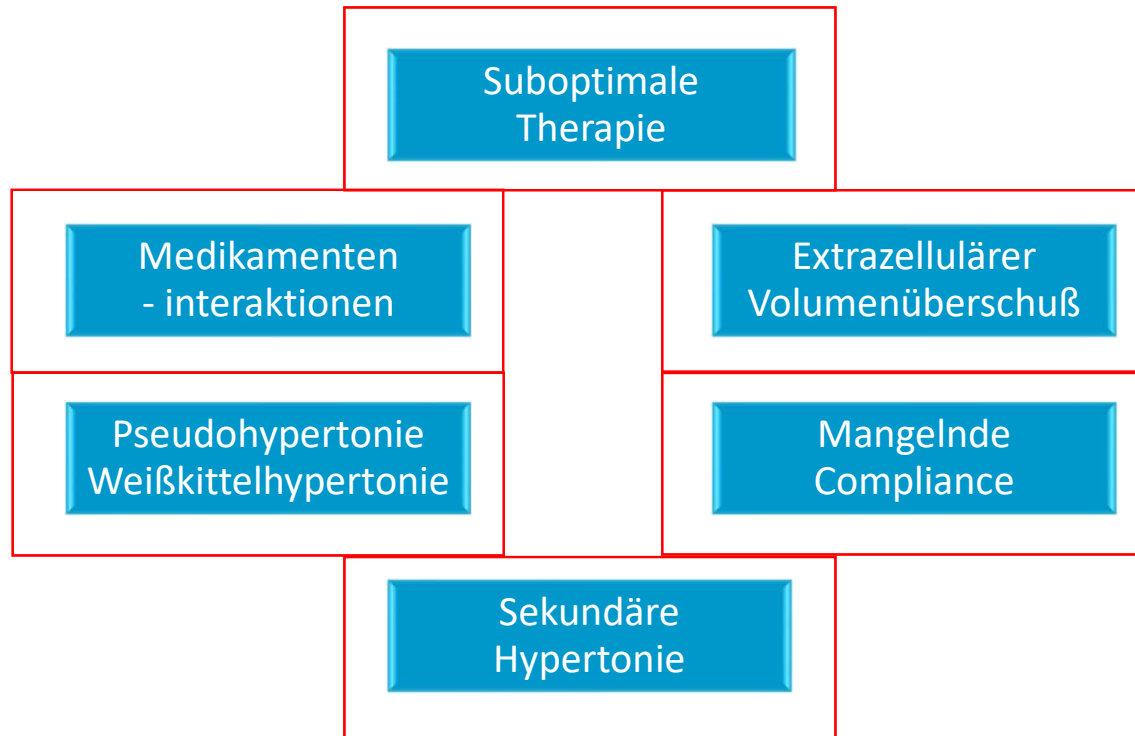 Suboptimale
Therapie
Medikamenten
- interaktionen
Extrazellulärer
Volumenüberschuß
Pseudohypertonie
Weißkittelhypertonie
Mangelnde
Compliance
Sekundäre
Hypertonie